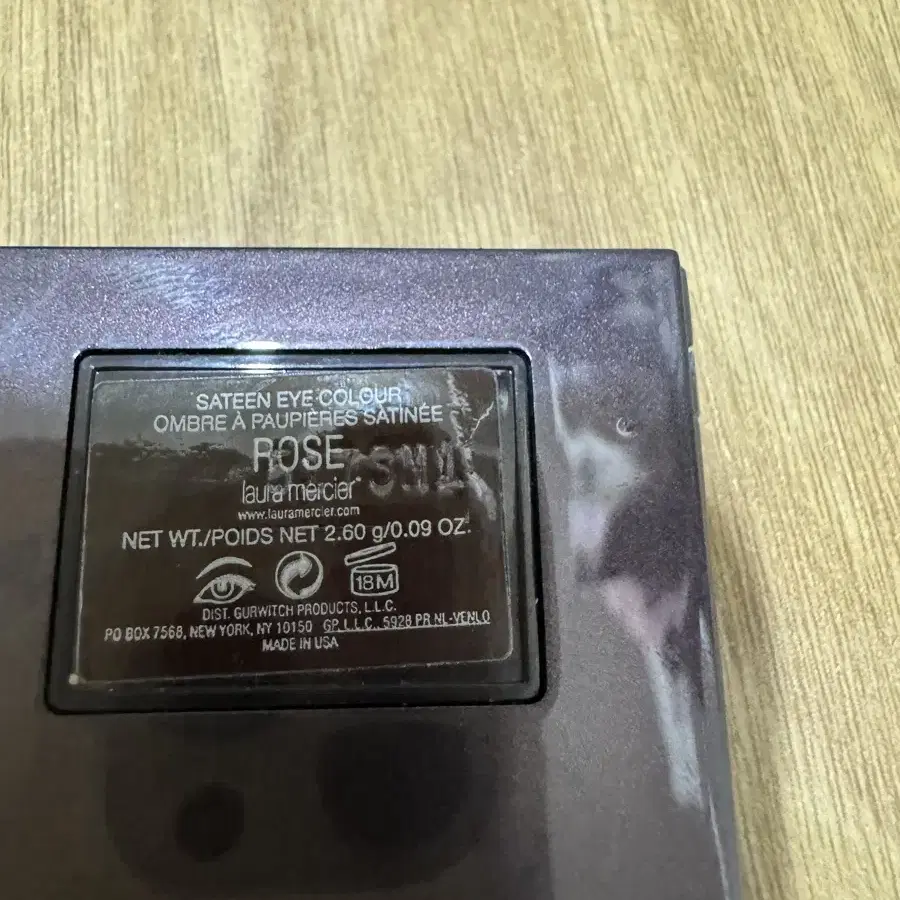 SATEEN EYE COLOUR
OMBRE À PAUPIÈRES SATINÉE
ROSE
laura mercier®
www.lauramercier.com
NET WT./POIDS NET 2.60 g/0.09 OZ.
18M
DIST. GURWITCH PRODUCTS, L.L.C.
PO BOX 7568, NEW YORK, NY 10150 GP,L.L.C., 5928 PR NL-VENLO
MADE IN USA